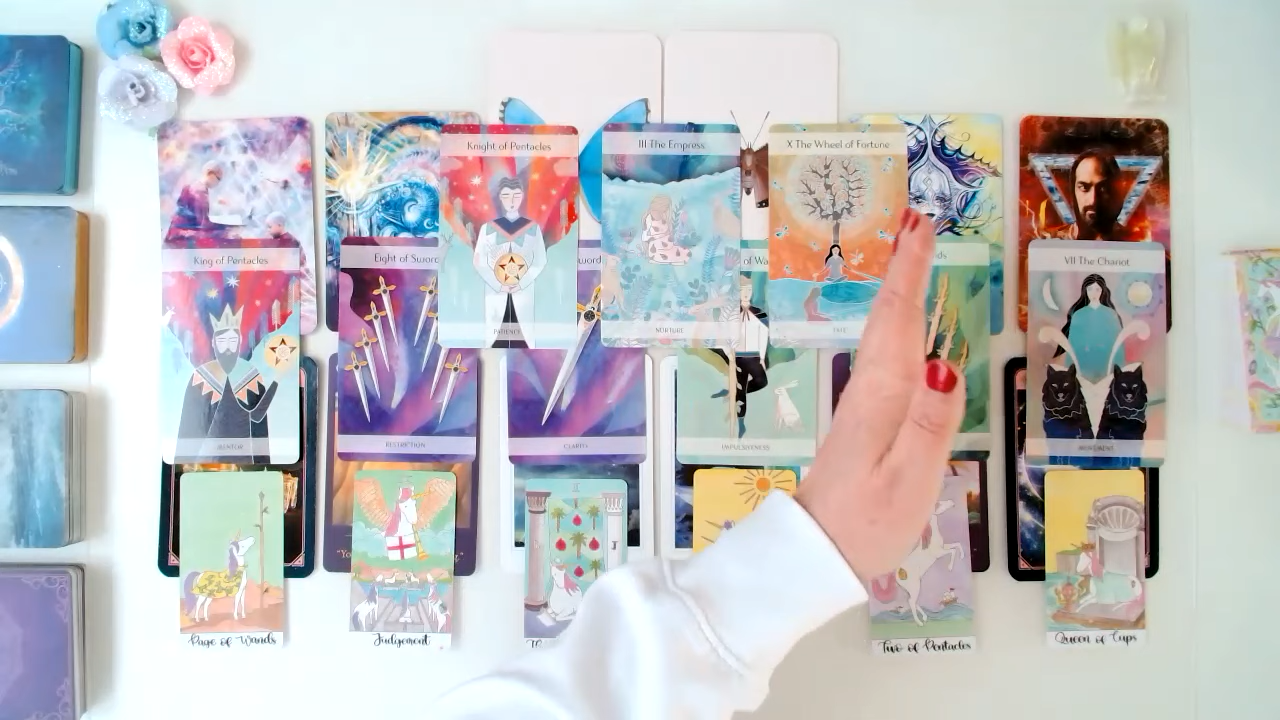 Knight of Pentacles
III The Empress
X The Wheel of Fortune
PATIENCE
NURTURE
FATE
King of Pentacles
Eight of Sword
VII The Chariot
MENTOR
RESTRICTION
CLARITY
IMPULSIVENESS
MOVEMENT
J
Page of Wands
Judgement
Two of Pentacles
Queen of Cups